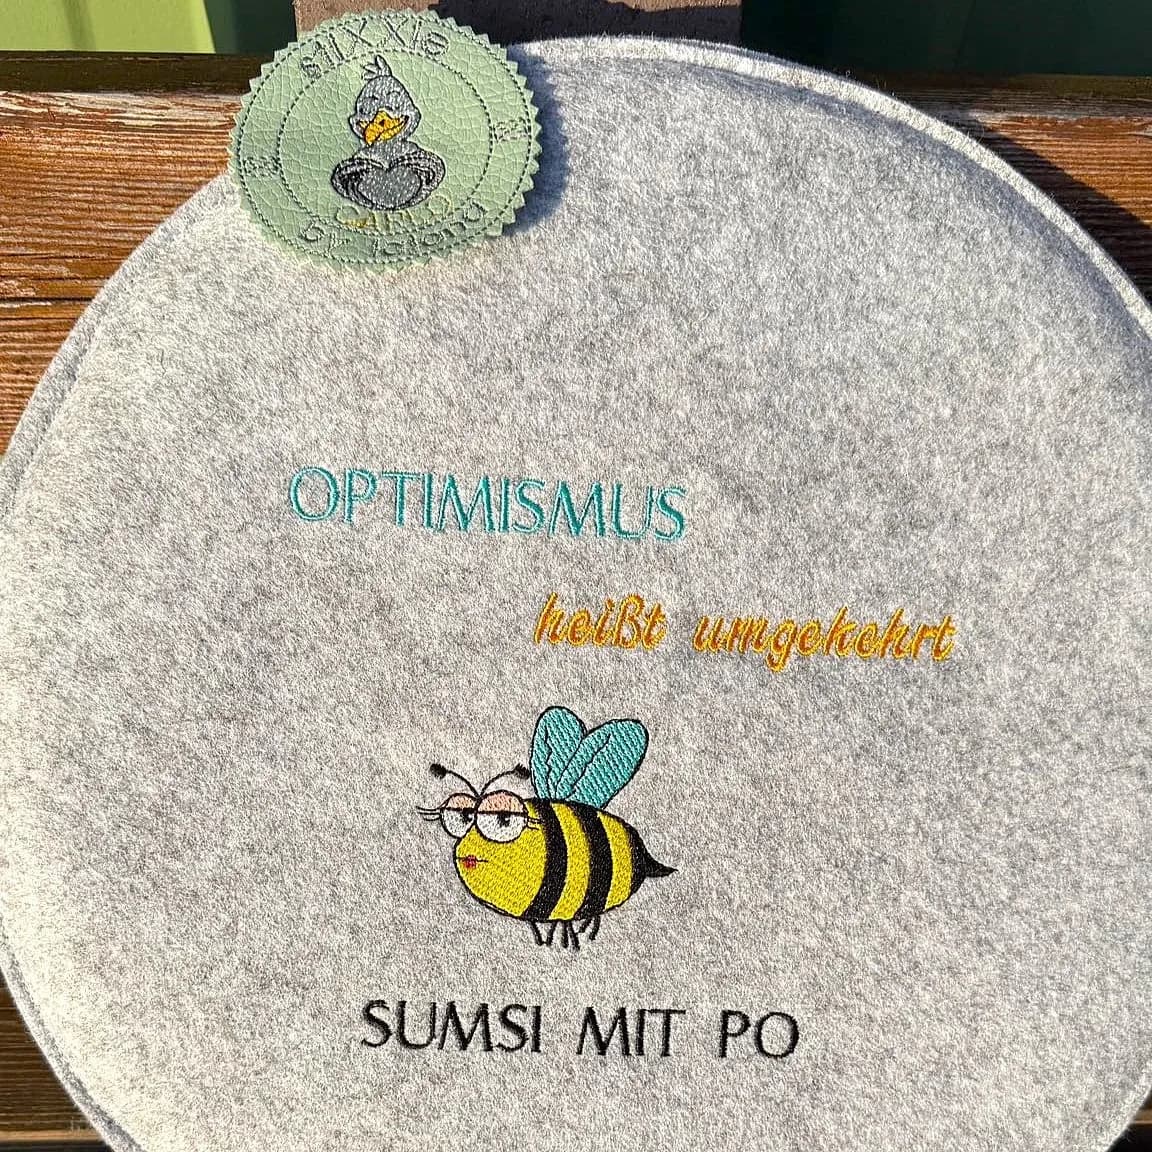 OPTIMISMUS
heißt umgekehrt
SUMSI MIT PO